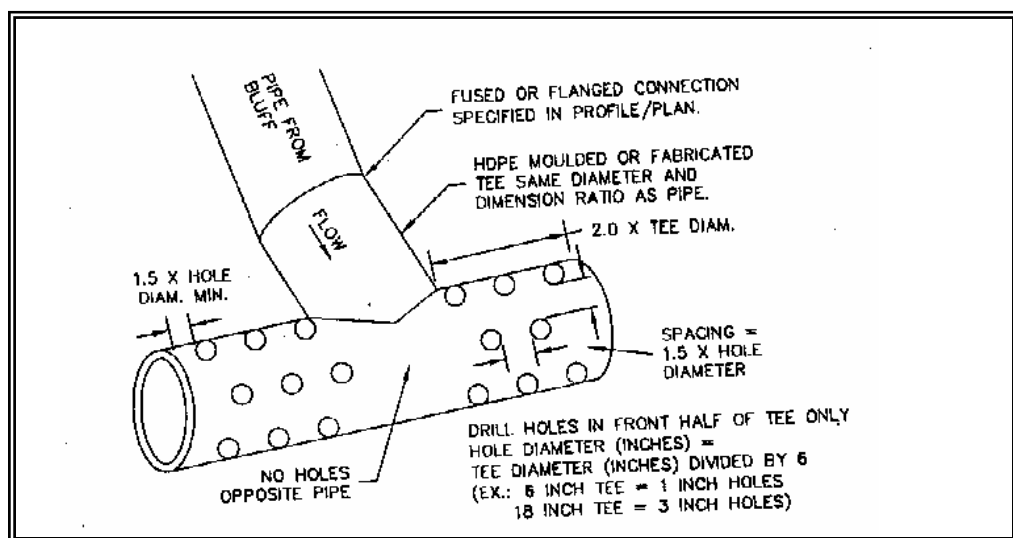 PIPE FROM
BLUFF
FUSED OR FLANGED CONNECTION
SPECIFIED IN PROFILE/PLAN.
HDPE MOULDED OR FABRICATED
TEE SAME DIAMETER AND
DIMENSION RATIO AS PIPE.
FLOW
2.0 X TEE DIAM.
1.5 X HOLE
DIAM. MIN.
SPACING =
1.5 X HOLE
DIAMETER
NO HOLES
OPPOSITE PIPE
DRILL HOLES IN FRONT HALF OF TEE ONLY
HOLE DIAMETER (INCHES) =
TEE DIAMETER (INCHES) DIVIDED BY 6
(EX.: 6 INCH TEE = 1 INCH HOLES
18 INCH TEE = 3 INCH HOLES)